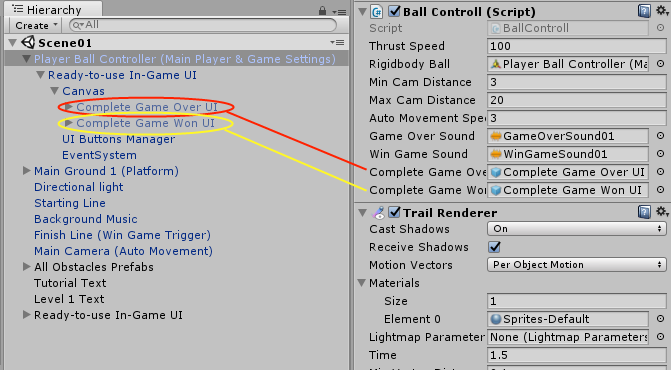 Hierarchy
Create All
Scene01
Player Ball Controller (Main Player & Game Settings)
Ready-to-use In-Game UI
Canvas
Complete Game Over UI
Complete Game Won UI
UI Buttons Manager
EventSystem
Main Ground 1 (Platform)
Directional light
Starting Line
Background Music
Finish Line (Win Game Trigger)
Main Camera (Auto Movement)
All Obstacles Prefabs
Tutorial Text
Level 1 Text
Ready-to-use In-Game UI
Ball Controll (Script)
Script BallControll
Thrust Speed 100
Rigidbody Ball Player Ball Controller (Ma
Min Cam Distance 3
Max Cam Distance 20
Auto Movement Spee 3
Game Over Sound GameOverSound01
Win Game Sound WinGameSound01
Complete Game Ove Complete Game Over UI
Complete Game Won Complete Game Won UI
Trail Renderer
Cast Shadows On
Receive Shadows
Motion Vectors Per Object Motion
Materials
Size 1
Element 0 Sprites-Default
Lightmap Parameter None (Lightmap Parameters
Time 1.5